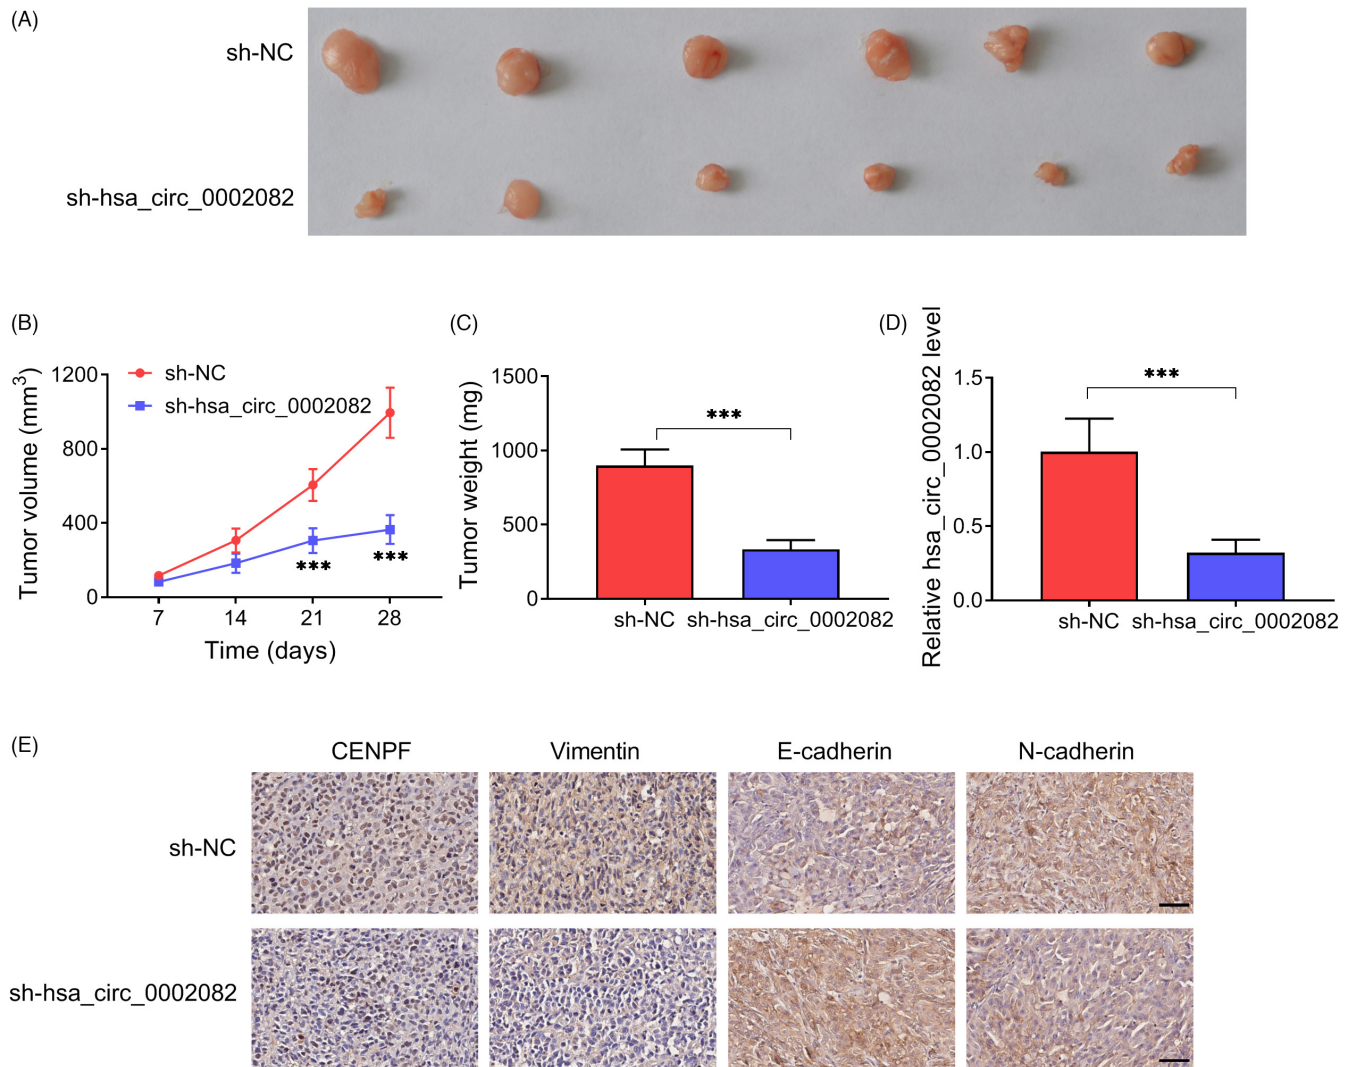 (A)
sh-NC
sh-hsa_circ_0002082
(B)
Tumor volume (mm³)
1200
800
400
0
sh-NC
sh-hsa_circ_0002082
***
***
7 14 21 28
Time (days)
(C)
Tumor weight (mg)
1500
1000
500
0
***
sh-NC sh-hsa_circ_0002082
(D)
Relative hsa_circ_0002082 level
1.5
1.0
0.5
0.0
***
sh-NC sh-hsa_circ_0002082
(E)
CENPF Vimentin E-cadherin N-cadherin
sh-NC
sh-hsa_circ_0002082